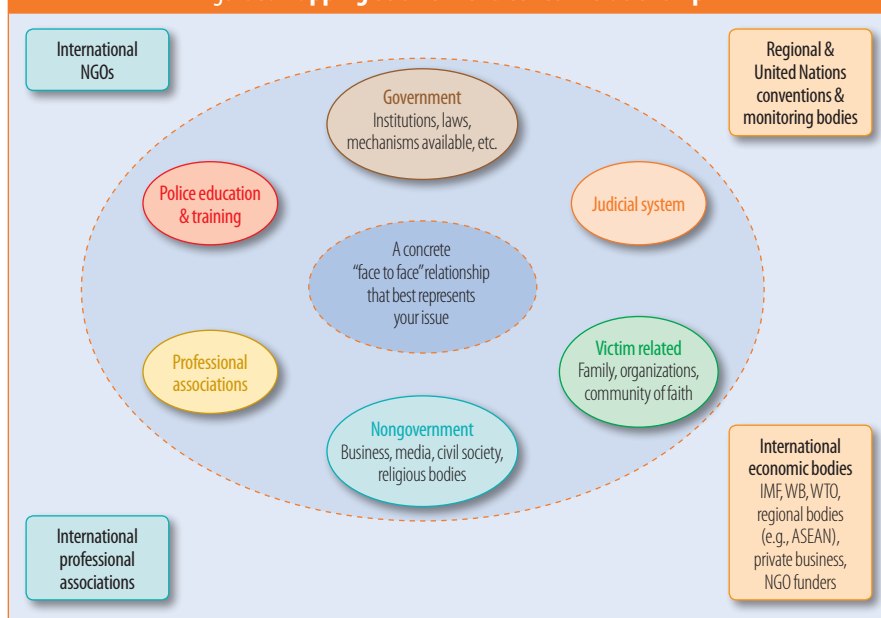 International
NGOs
Regional &
United Nations
conventions &
monitoring bodies
Government
Institutions, laws,
mechanisms available, etc.
Police education
& training
Judicial system
A concrete
“face to face” relationship
that best represents
your issue
Professional
associations
Victim related
Family, organizations,
community of faith
Nongovernment
Business, media, civil society,
religious bodies
International
professional
associations
International
economic bodies
IMF, WB, WTO,
regional bodies
(e.g., ASEAN),
private business,
NGO funders